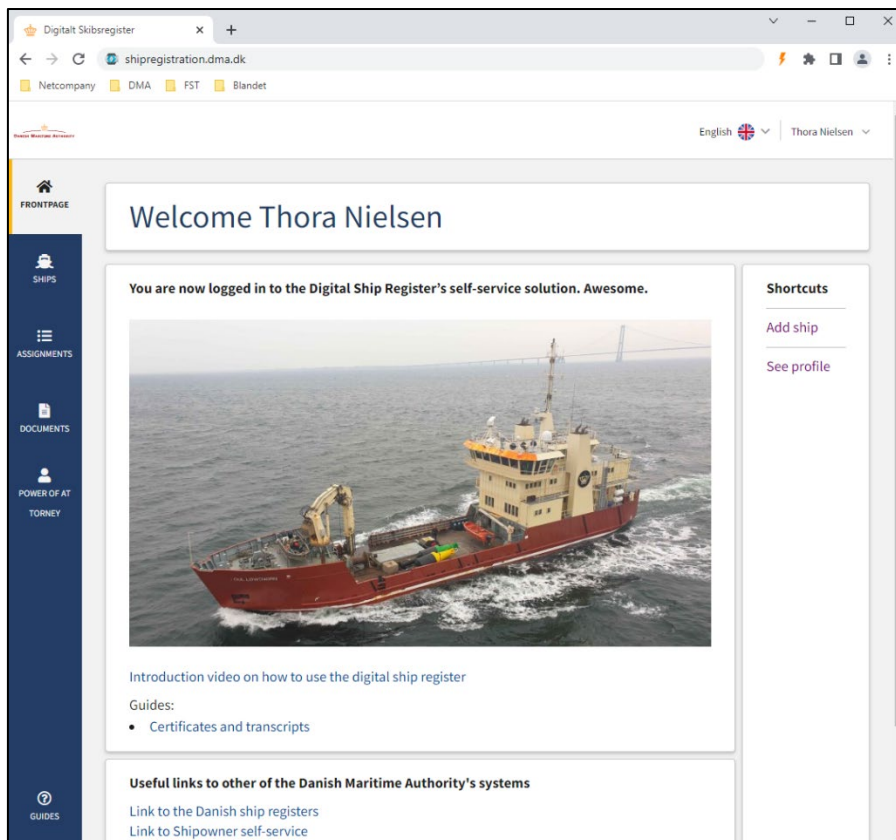 Digitalt Skibsregister
shipregistration.dma.dk
Netcompany DMA FST Blandet
DANISH MARITIME AUTHORITY
English Thora Nielsen
FRONTPAGE
SHIPS
ASSIGNMENTS
DOCUMENTS
POWER OF AT
TORNEY
GUIDES
Welcome Thora Nielsen
You are now logged in to the Digital Ship Register’s self-service solution. Awesome.
Introduction video on how to use the digital ship register
Guides:
• Certificates and transcripts
Shortcuts
Add ship
See profile
Useful links to other of the Danish Maritime Authority's systems
Link to the Danish ship registers
Link to Shipowner self-service